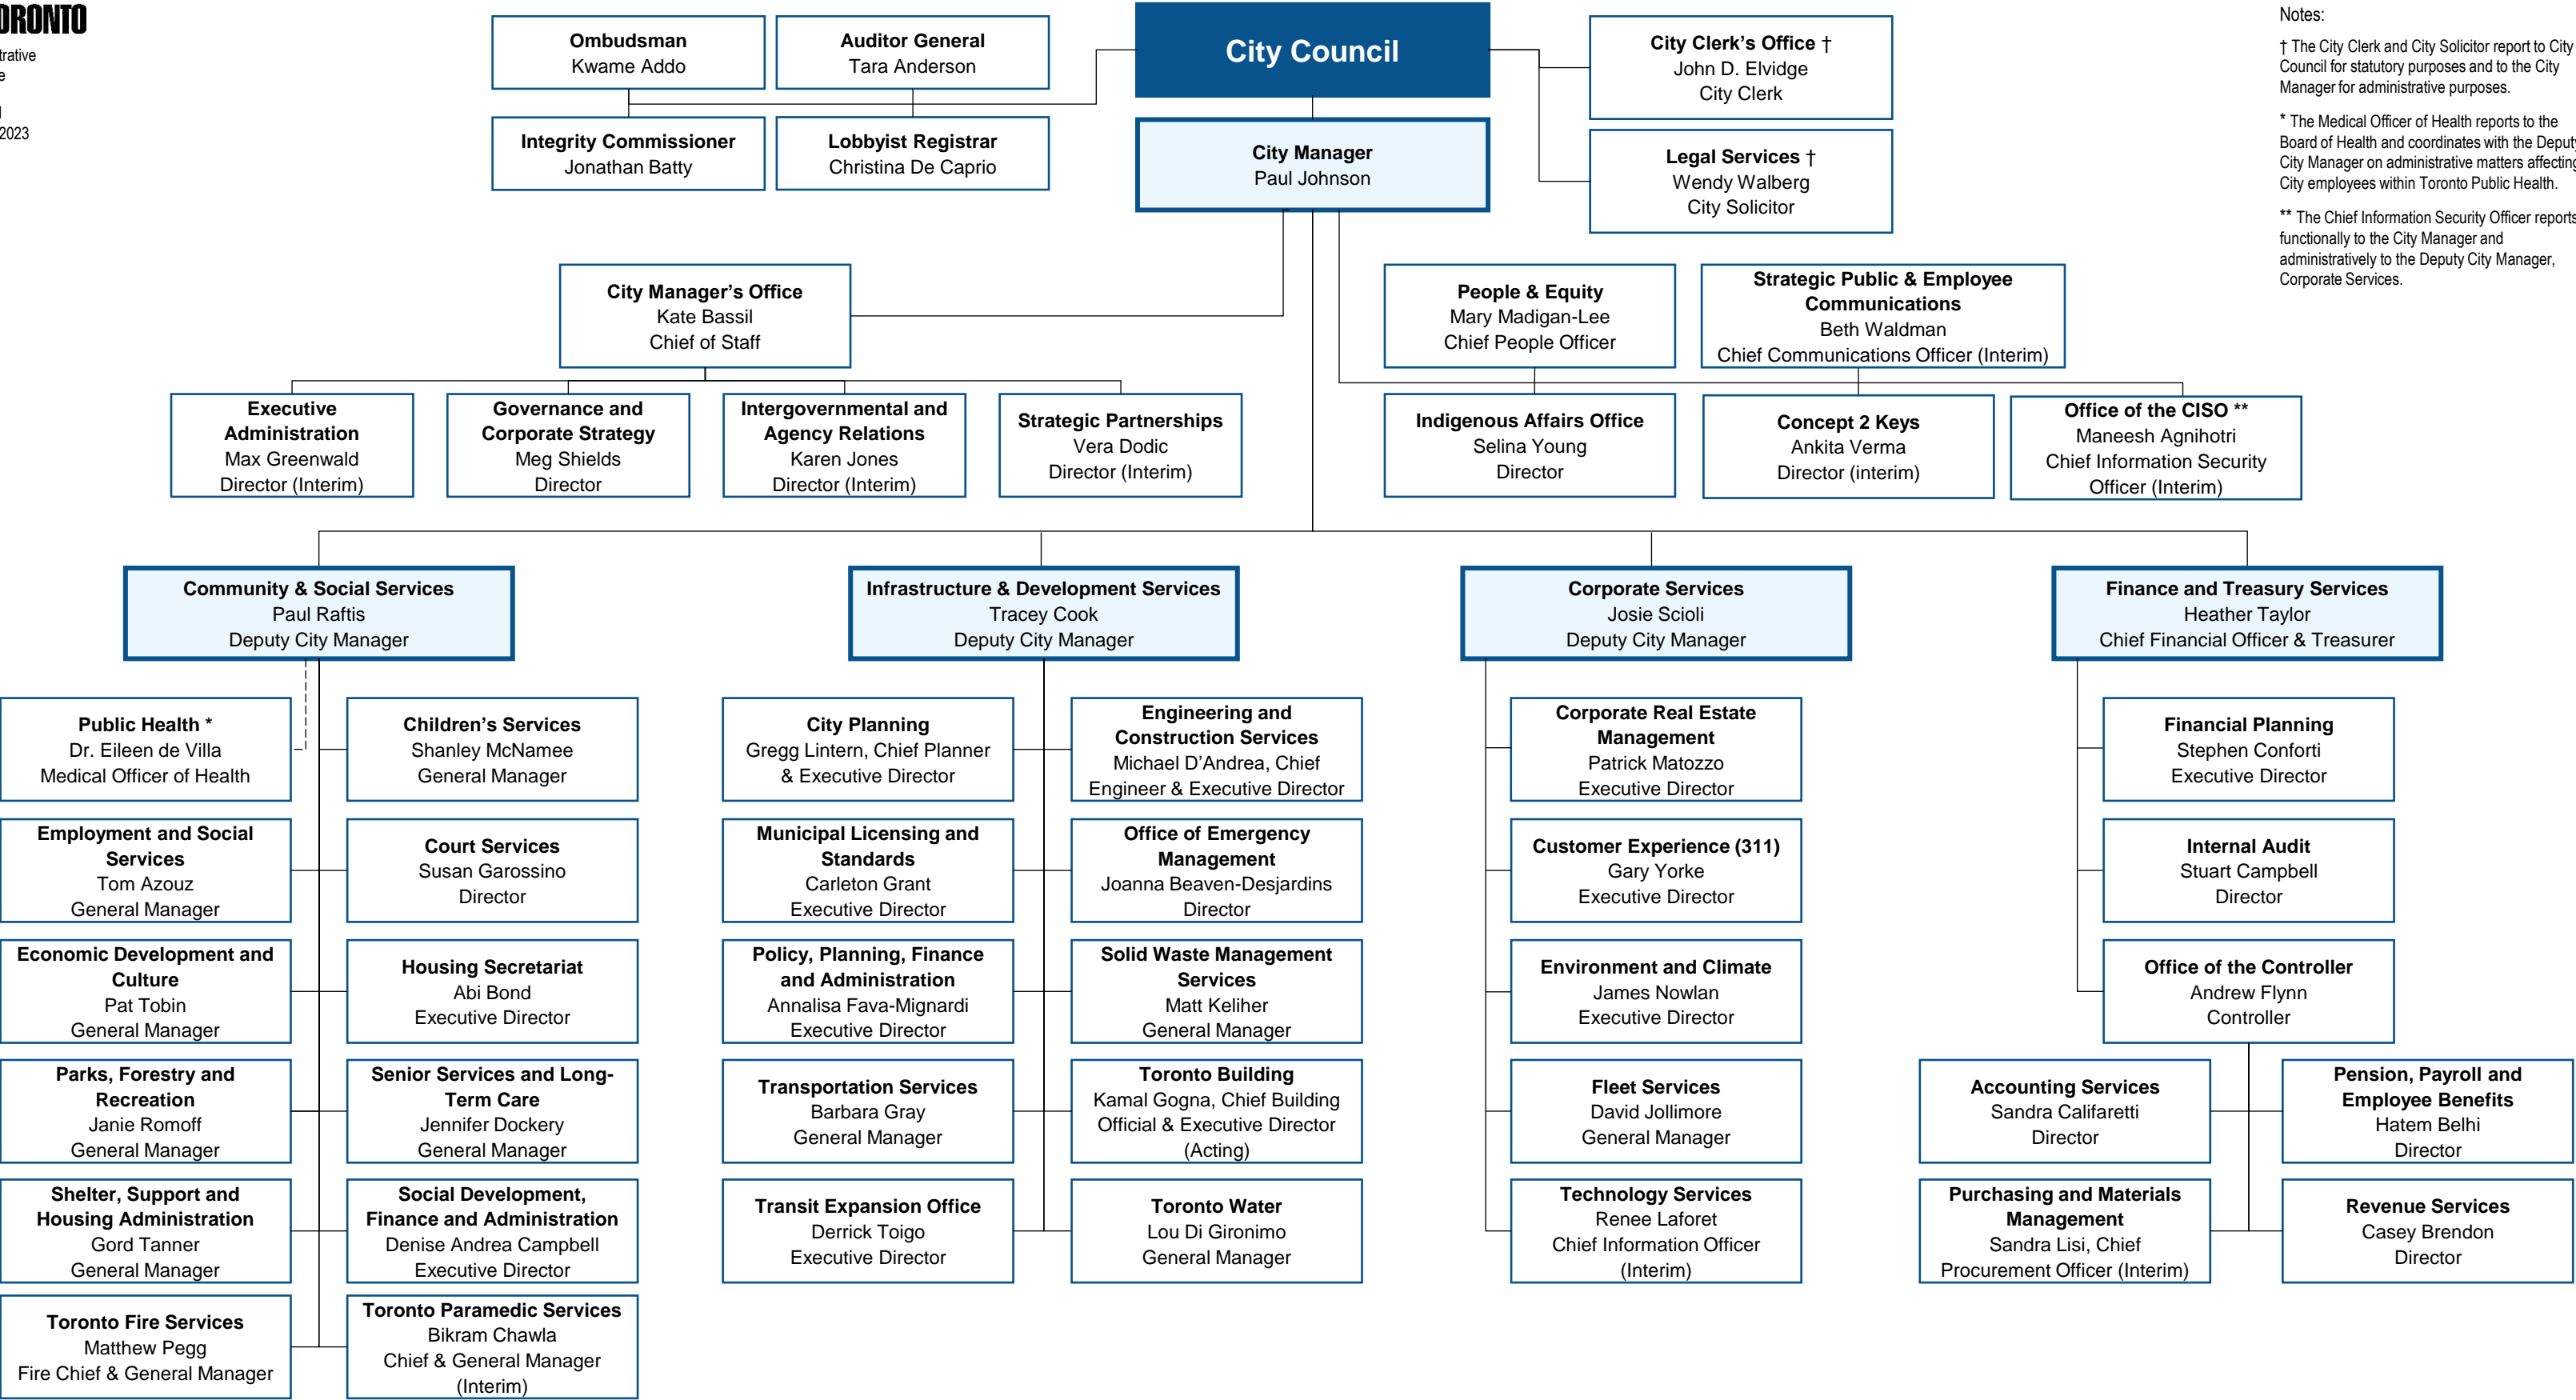 2023
Ombudsman
Kwame Addo
Auditor General
Tara Anderson
City Council
City Clerk's Office †
John D. Elvidge
City Clerk
Integrity Commissioner
Jonathan Batty
Lobbyist Registrar
Christina De Caprio
City Manager
Paul Johnson
Legal Services †
Wendy Walberg
City Solicitor
Notes:
† The City Clerk and City Solicitor report to City
Council for statutory purposes and to the City
Manager for administrative purposes.
* The Medical Officer of Health reports to the
Board of Health and coordinates with the
City Manager on administrative matters
City employees within Toronto Public Health.
** The Chief Information Security Officer reports
functionally to the City Manager and
administratively to the Deputy City Manager,
Corporate Services.
City Manager's Office
Kate Bassil
Chief of Staff
People & Equity
Mary Madigan-Lee
Chief People Officer
Strategic Public & Employee
Communications
Beth Waldman
Chief Communications Officer (Interim)
Executive
Administration
Max Greenwald
Director (Interim)
Governance and
Corporate Strategy
Meg Shields
Director
Intergovernmental and
Agency Relations
Karen Jones
Director (Interim)
Strategic Partnerships
Vera Dodic
Director (Interim)
Indigenous Affairs Office
Selina Young
Director
Concept 2 Keys
Ankita Verma
Director (interim)
Office of the CISO **
Maneesh Agnihotri
Chief Information Security
Officer (Interim)
Community & Social Services
Paul Raftis
Deputy City Manager
Infrastructure & Development Services
Tracey Cook
Deputy City Manager
Corporate Services
Josie Scioli
Deputy City Manager
Finance and Treasury Services
Heather Taylor
Chief Financial Officer & Treasurer
Public Health *
Dr. Eileen de Villa
Medical Officer of Health
Children's Services
Shanley McNamee
General Manager
City Planning
Gregg Lintern, Chief Planner
& Executive Director
Engineering and
Construction Services
Michael D'Andrea, Chief
Engineer & Executive Director
Corporate Real Estate
Management
Patrick Matozzo
Executive Director
Financial Planning
Stephen Conforti
Executive Director
Employment and Social
Services
Tom Azouz
General Manager
Court Services
Susan Garossino
Director
Municipal Licensing and
Standards
Carleton Grant
Executive Director
Office of Emergency
Management
Joanna Beaven-Desjardins
Director
Customer Experience (311)
Gary Yorke
Executive Director
Internal Audit
Stuart Campbell
Director
Economic Development and
Culture
Pat Tobin
General Manager
Housing Secretariat
Abi Bond
Executive Director
Policy, Planning, Finance
and Administration
Annalisa Fava-Mignardi
Executive Director
Solid Waste Management
Services
Matt Keliher
General Manager
Environment and Climate
James Nowlan
Executive Director
Office of the Controller
Andrew Flynn
Controller
Parks, Forestry and
Recreation
Janie Romoff
General Manager
Senior Services and Long-
Term Care
Jennifer Dockery
General Manager
Transportation Services
Barbara Gray
General Manager
Toronto Building
Kamal Gogna, Chief Building
Official & Executive Director
(Acting)
Fleet Services
David Jollimore
General Manager
Accounting Services
Sandra Califaretti
Director
Pension, Payroll and
Employee Benefits
Hatem Belhi
Director
Shelter, Support and
Housing Administration
Gord Tanner
General Manager
Social Development,
Finance and Administration
Denise Andrea Campbell
Executive Director
Transit Expansion Office
Derrick Toigo
Executive Director
Toronto Water
Lou Di Gironimo
General Manager
Technology Services
Renee Laforet
Chief Information Officer
(Interim)
Purchasing and Materials
Management
Sandra Lisi, Chief
Procurement Officer (Interim)
Revenue Services
Casey Brendon
Director
Toronto Fire Services
Matthew Pegg
Fire Chief & General Manager
Toronto Paramedic Services
Bikram Chawla
Chief & General Manager
(Interim)